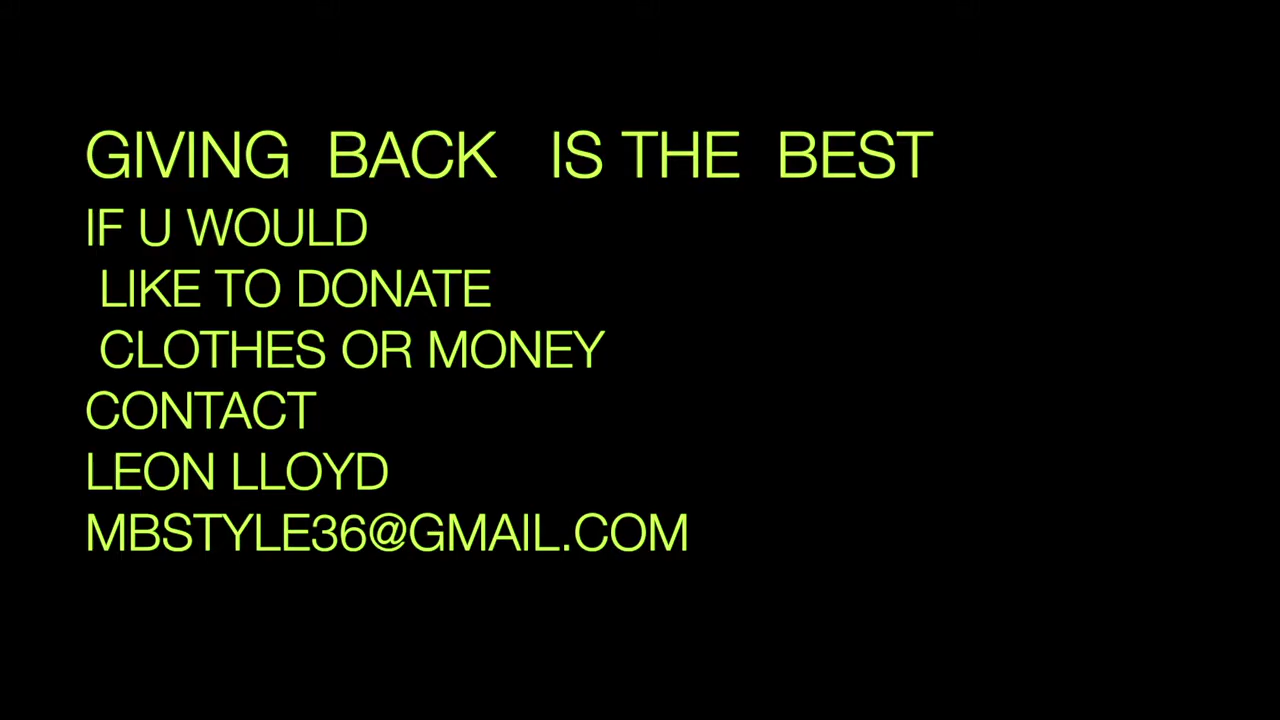 GIVING BACK IS THE BEST
IF U WOULD
LIKE TO DONATE
CLOTHES OR MONEY
CONTACT
LEON LLOYD
MBSTYLE36@GMAIL.COM